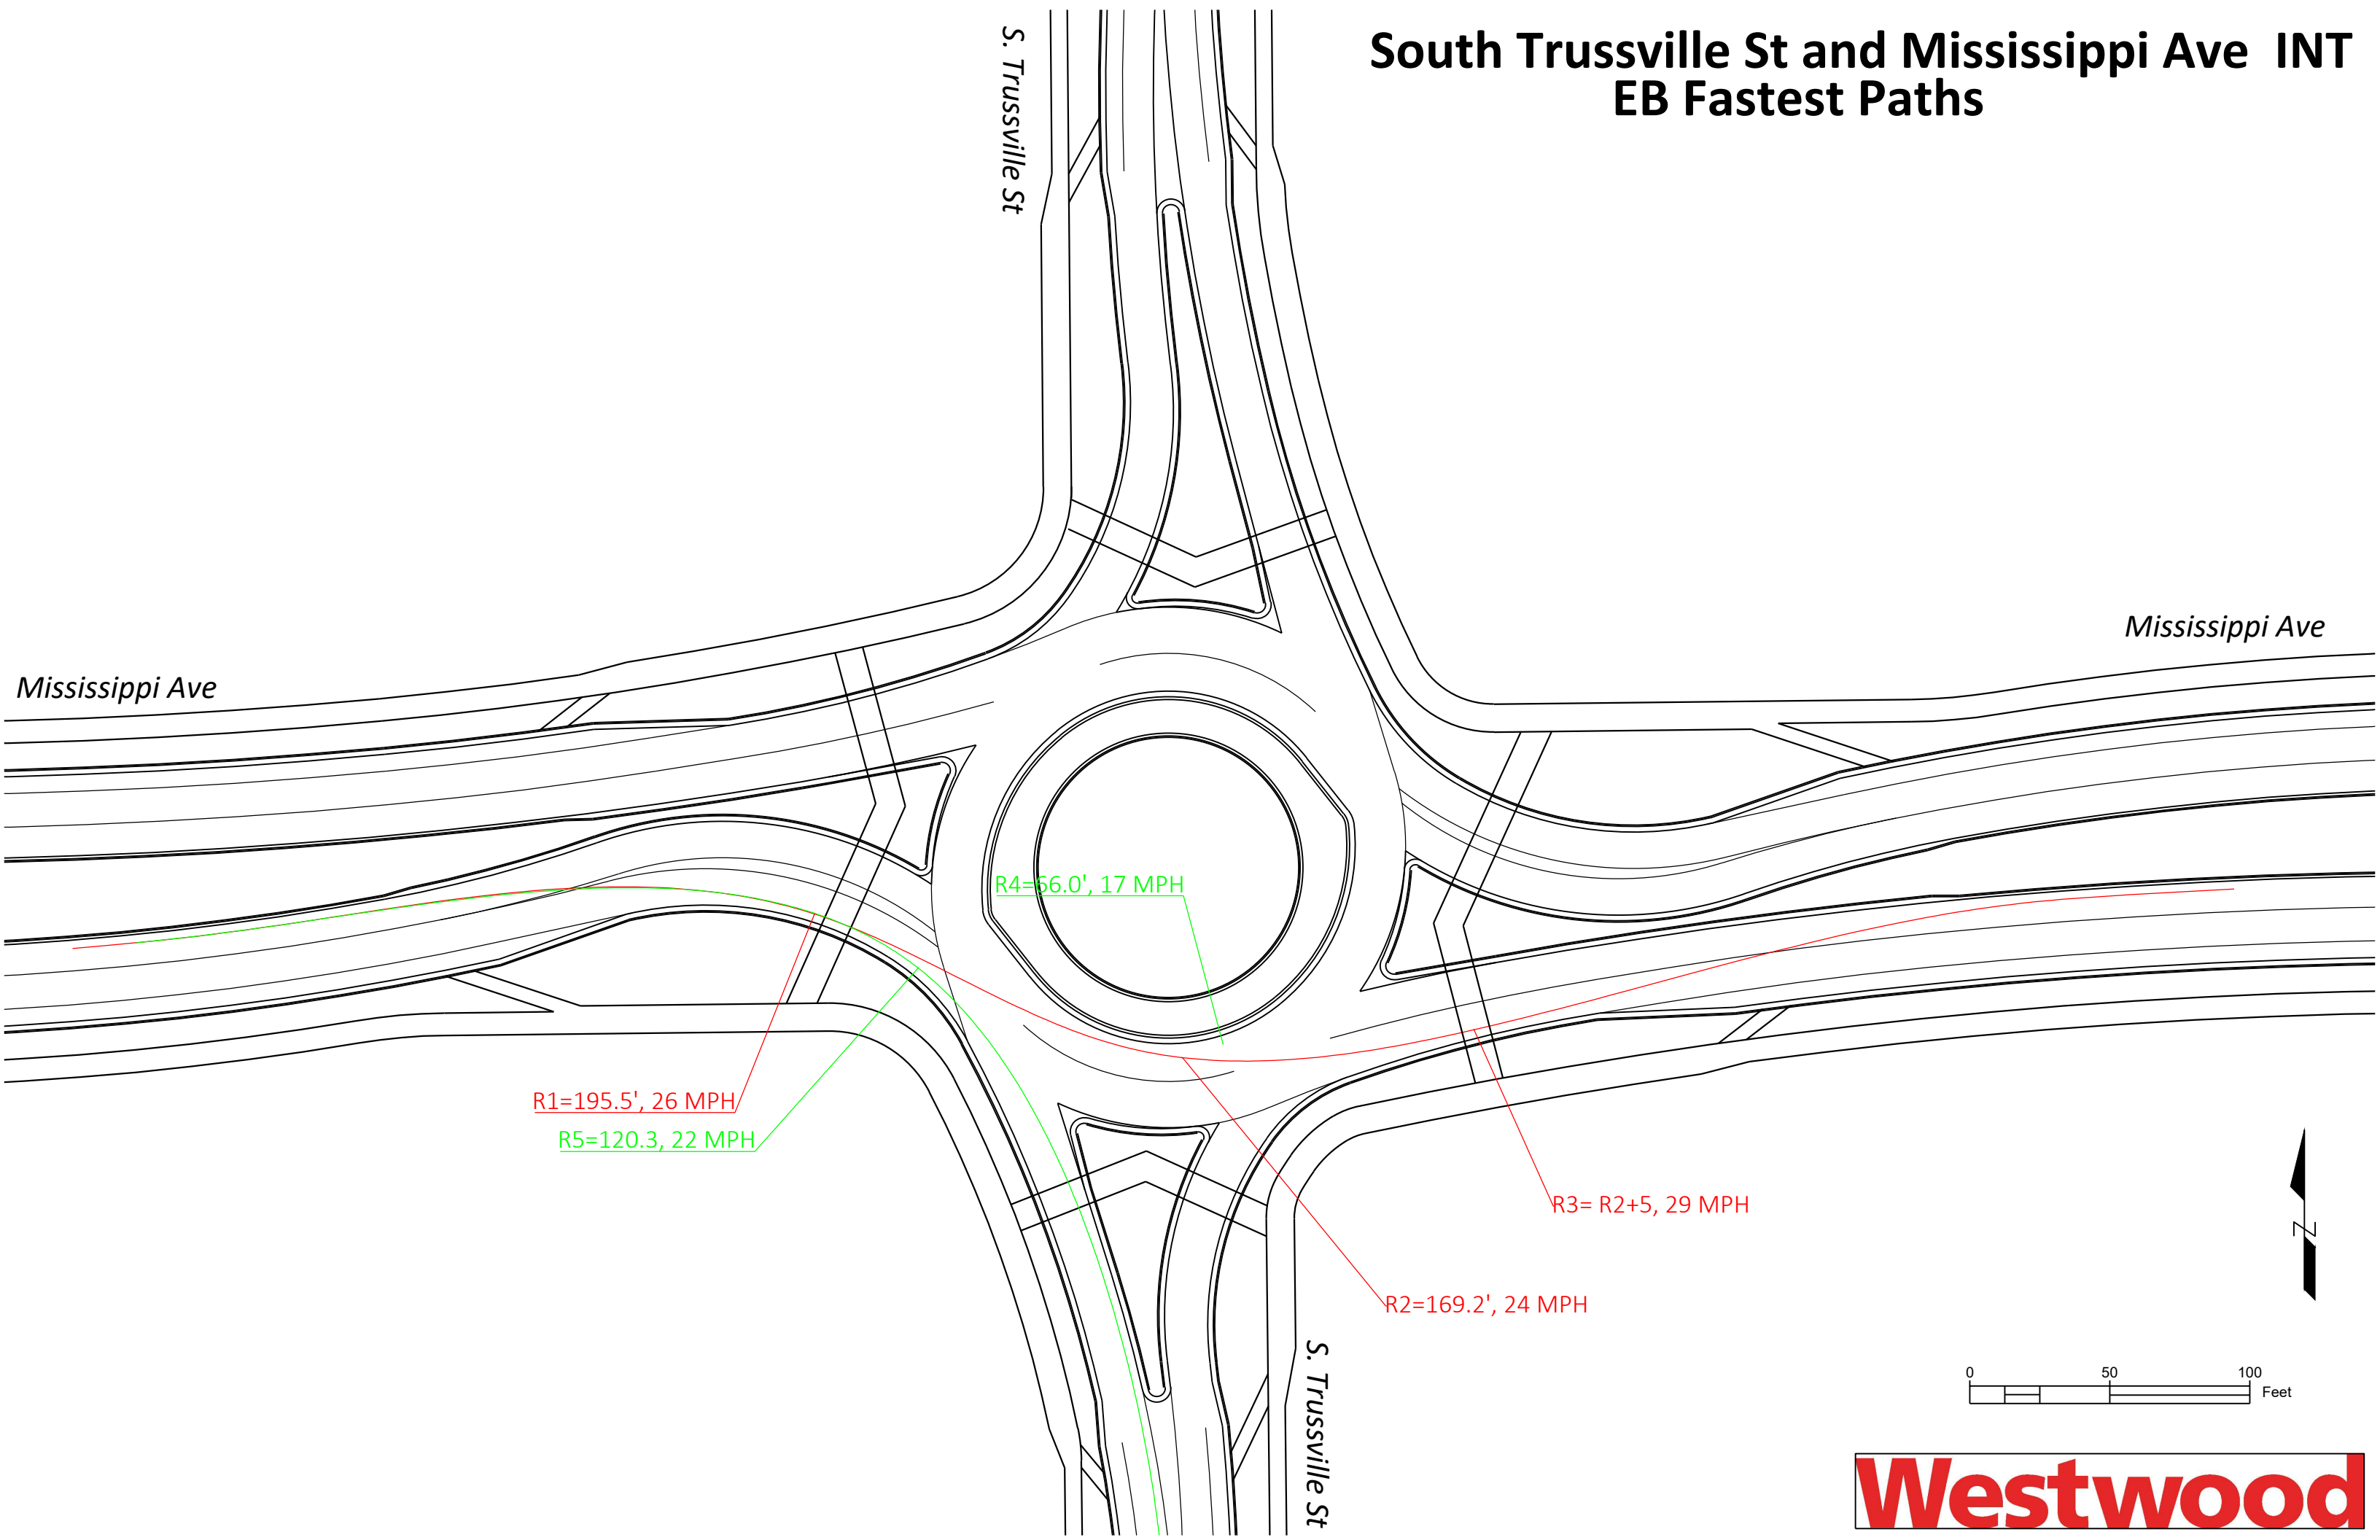 South Trussville St and Mississippi Ave  INT
EB Fastest Paths
S. Trussville St
Mississippi Ave
Mississippi Ave
R4=66.0', 17 MPH
R1=195.5', 26 MPH
R5=120.3, 22 MPH
R3= R2+5, 29 MPH
R2=169.2', 24 MPH
S. Trussville St
N
0 50 100
Feet
Westwood